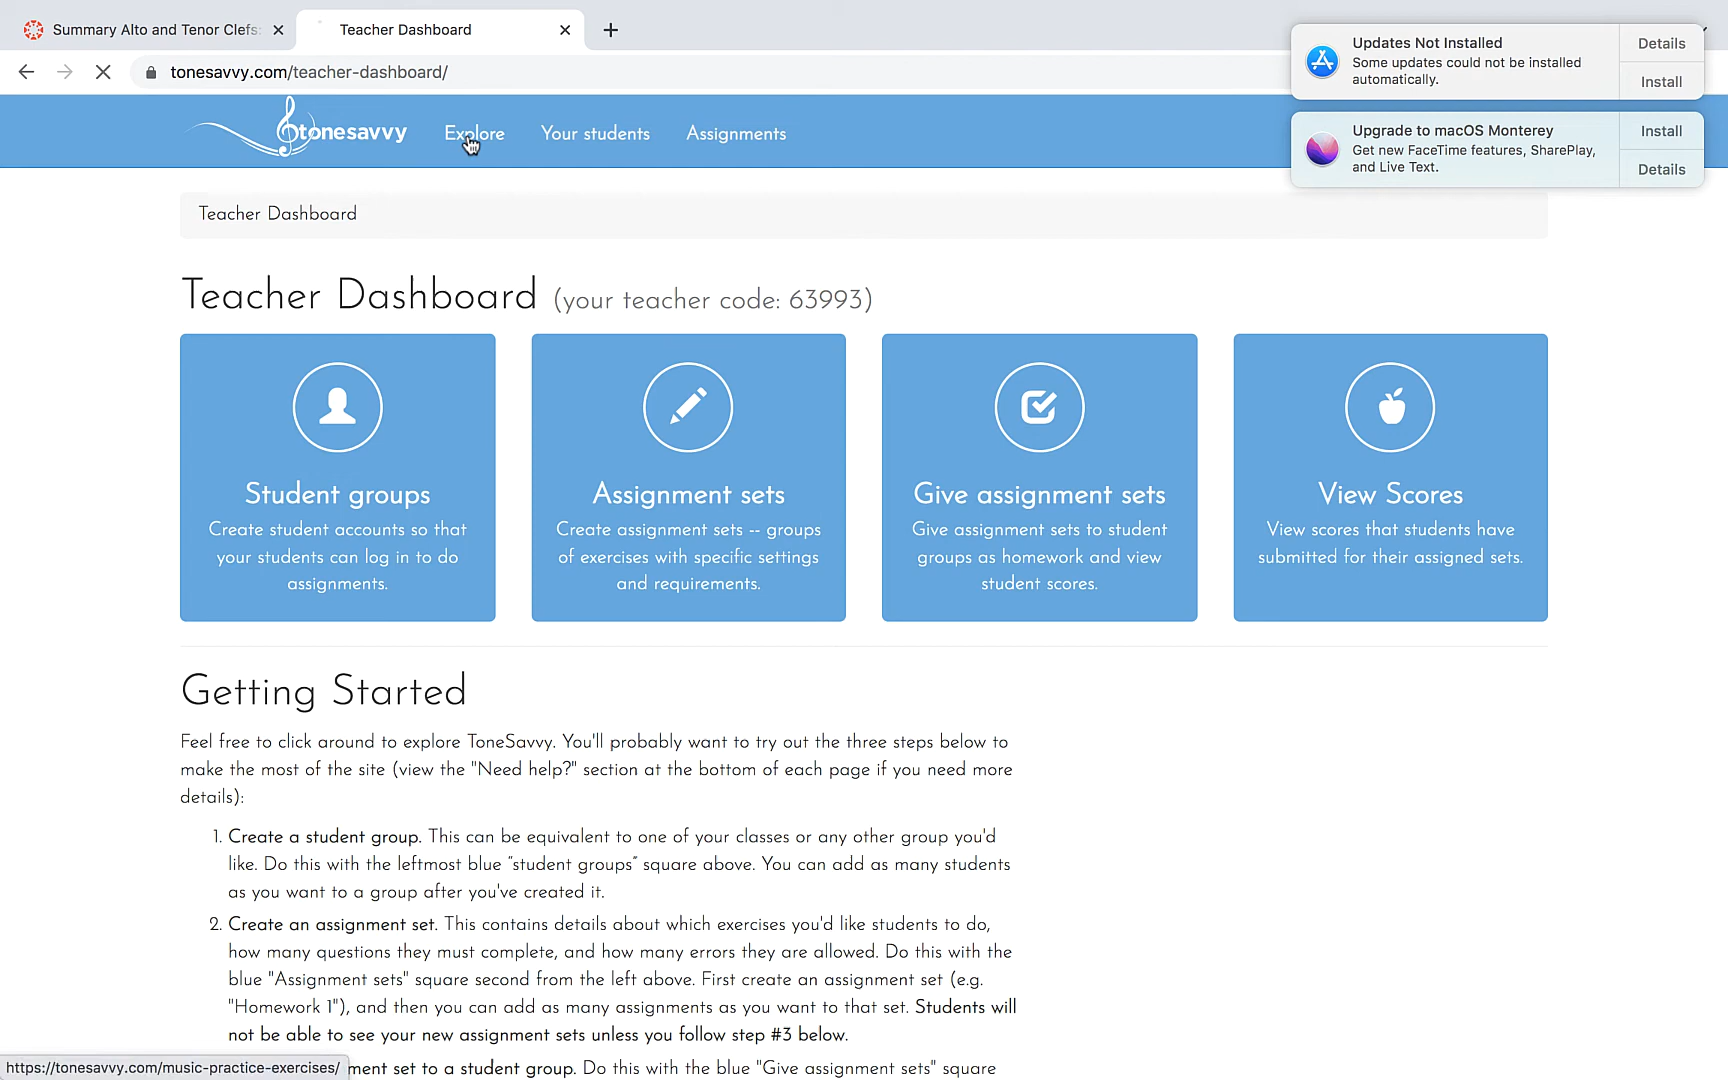 Summary Alto and Tenor Clefs:
Teacher Dashboard
tonesavvy.com/teacher-dashboard/
Updates Not Installed
Some updates could not be installed
automatically.
Details
Install
Upgrade to macOS Monterey
Get new FaceTime features, SharePlay,
and Live Text.
Install
Details
tonesavvy
Explore
Your students
Assignments
Teacher Dashboard
Teacher Dashboard (your teacher code: 63993)
Student groups
Create student accounts so that
your students can log in to do
assignments.
Assignment sets
Create assignment sets -- groups
of exercises with specific settings
and requirements.
Give assignment sets
Give assignment sets to student
groups as homework and view
student scores.
View Scores
View scores that students have
submitted for their assigned sets.
Getting Started
Feel free to click around to explore ToneSavvy. You'll probably want to try out the three steps below to
make the most of the site (view the "Need help?" section at the bottom of each page if you need more
details):
1. Create a student group. This can be equivalent to one of your classes or any other group you'd
like. Do this with the leftmost blue “student groups” square above. You can add as many students
as you want to a group after you've created it.
2. Create an assignment set. This contains details about which exercises you'd like students to do,
how many questions they must complete, and how many errors they are allowed. Do this with the
blue "Assignment sets" square second from the left above. First create an assignment set (e.g.
"Homework 1"), and then you can add as many assignments as you want to that set. Students will
not be able to see your new assignment sets unless you follow step #3 below.
ment set to a student group. Do this with the blue "Give assignment sets" square
https://tonesavvy.com/music-practice-exercises/